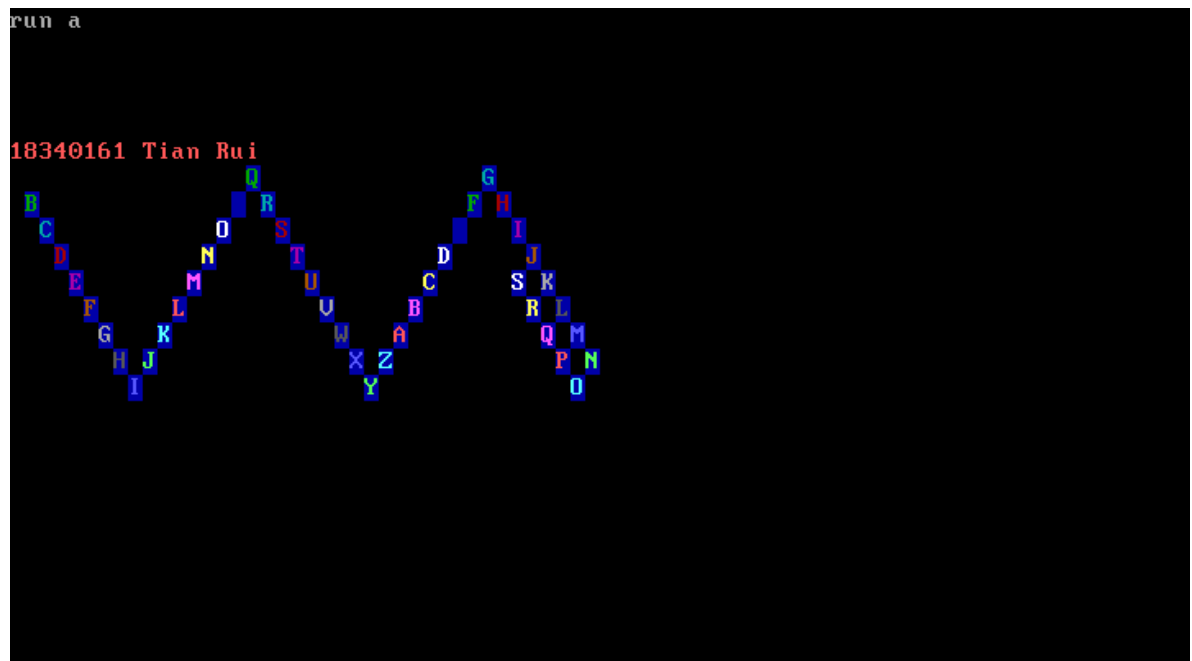 run a
18340161 Tian Rui
Q G
B R F H
C O S I
D N T D J
E M U C S K
F L V B R L
G K W A Q M
H J X Z P N
I Y O